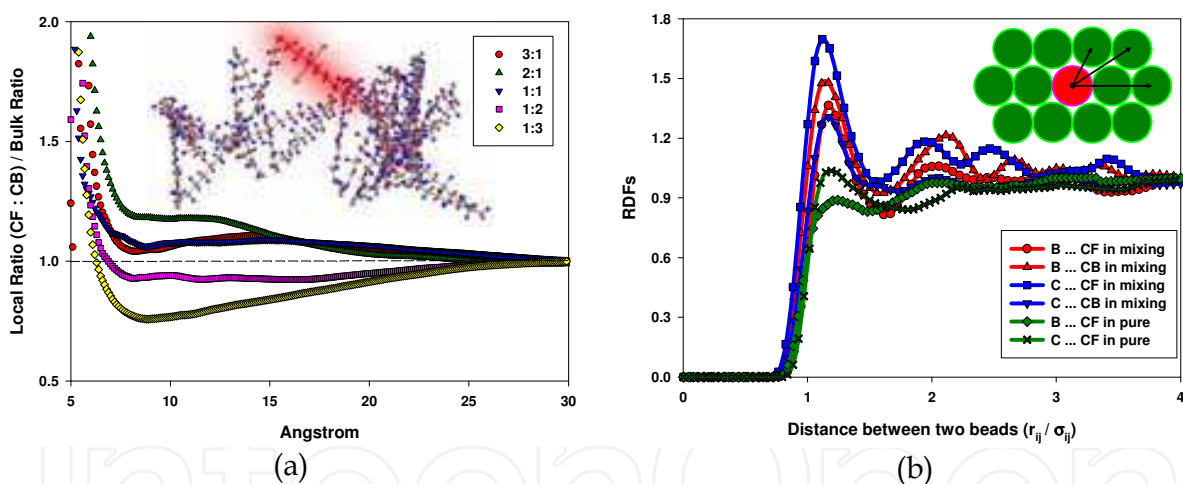 2.0
1.5
1.0
0.5
5
10
15
20
25
30
Local Ratio (CF : CB) / Bulk Ratio
Angstrom
3:1
2:1
1:1
1:2
1:3
(a)
1.8
1.5
1.2
0.9
0.6
0.3
0.0
0
1
2
3
4
RDFs
Distance between two beads (rij / σij)
B ... CF in mixing
B ... CB in mixing
C ... CF in mixing
C ... CB in mixing
B ... CF in pure
C ... CF in pure
(b)